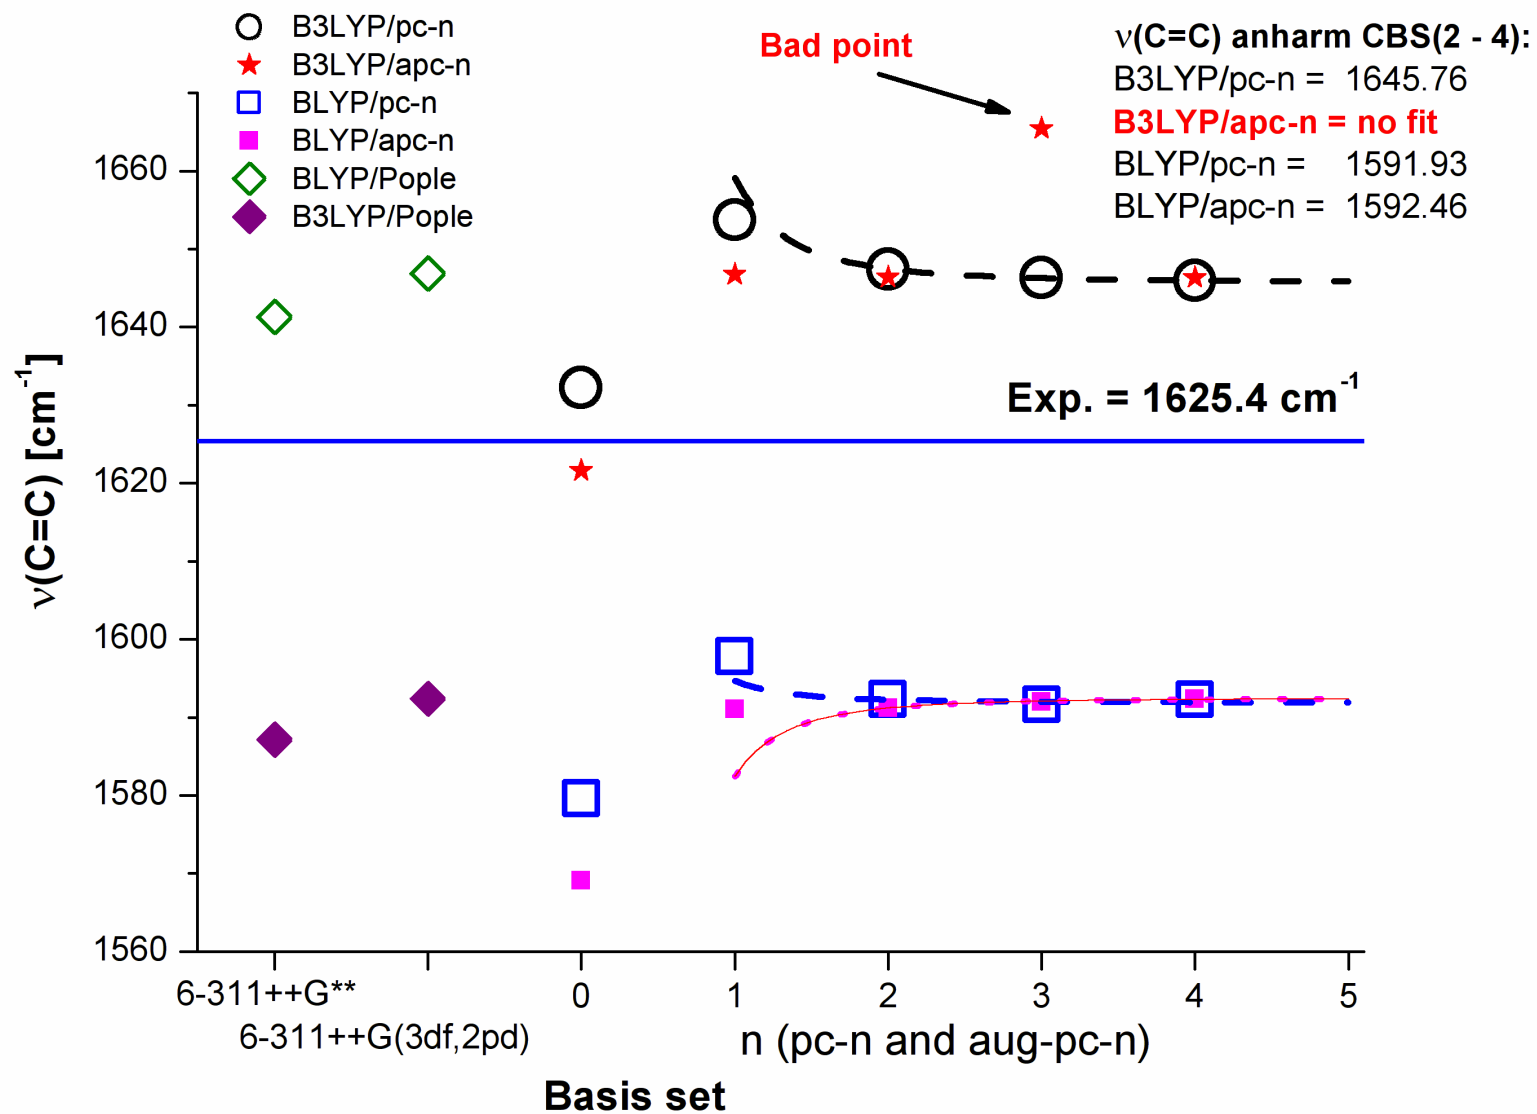 B3LYP/pc-n
B3LYP/apc-n
BLYP/pc-n
BLYP/apc-n
BLYP/Pople
B3LYP/Pople
Bad point
ν(C=C) anharm CBS(2 - 4):
B3LYP/pc-n = 1645.76
B3LYP/apc-n = no fit
BLYP/pc-n = 1591.93
BLYP/apc-n = 1592.46
Exp. = 1625.4 cm⁻¹
ν(C=C) [cm⁻¹]
1660
1640
1620
1600
1580
1560
6-311++G** 0 1 2 3 4 5
6-311++G(3df,2pd) n (pc-n and aug-pc-n)
Basis set